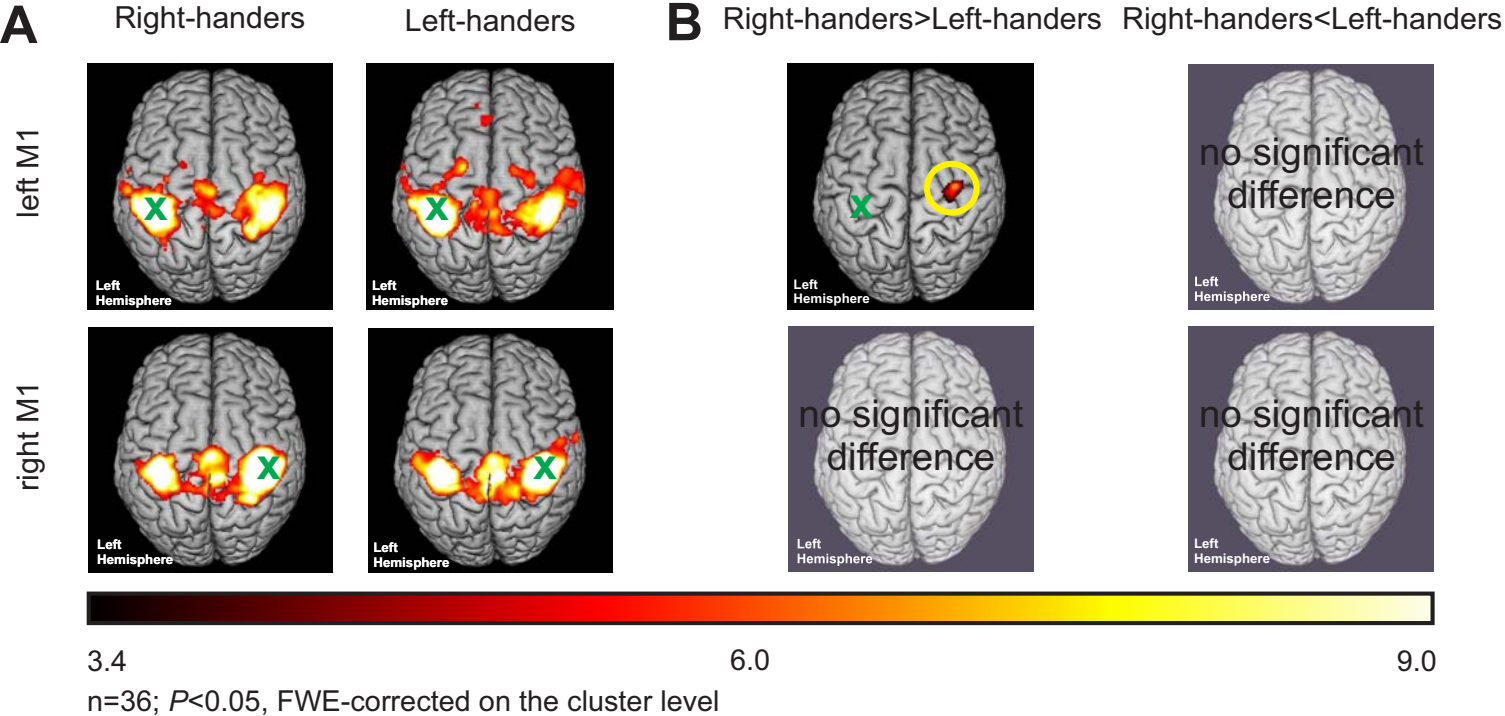 A
Right-handers
Left-handers
B
Right-handers>Left-handers
Right-handers<Left-handers
left M1
X
Left
Hemisphere
X
Left
Hemisphere
X
Left
Hemisphere
no significant
difference
Left
Hemisphere
right M1
X
Left
Hemisphere
X
Left
Hemisphere
no significant
difference
Left
Hemisphere
no significant
difference
Left
Hemisphere
3.4
6.0
9.0
n=36; P<0.05, FWE-corrected on the cluster level